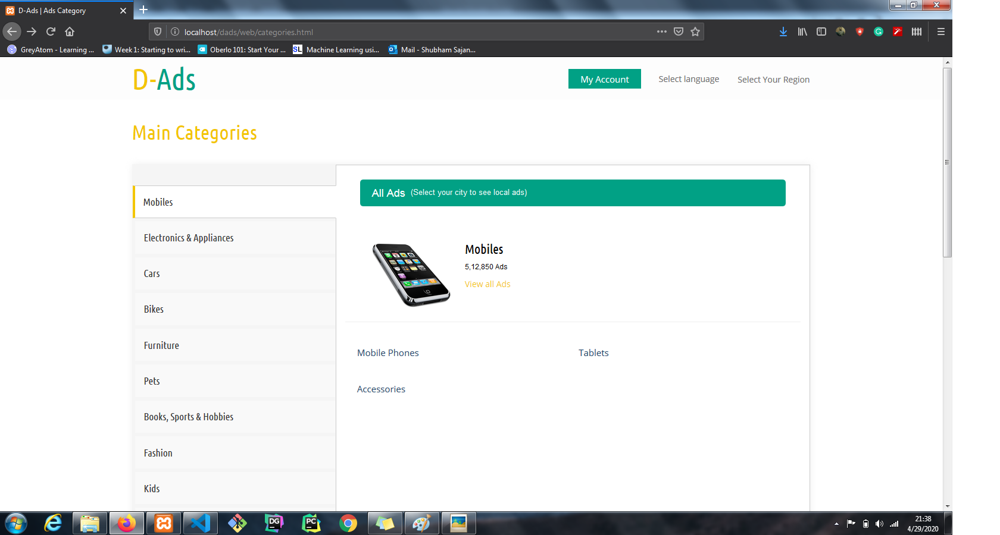 D-Ads | Ads Category
localhost/dads/web/categories.html
GreyAtom - Learning ...
Week 1: Starting to wri...
Oberlo 101: Start Your ...
SL Machine Learning usi...
Mail - Shubham Sajan...
D-Ads
My Account
Select language
Select Your Region
Main Categories
Mobiles
Electronics & Appliances
Cars
Bikes
Furniture
Pets
Books, Sports & Hobbies
Fashion
Kids
All Ads (Select your city to see local ads)
Mobiles
5,12,850 Ads
View all Ads
Mobile Phones
Tablets
Accessories
DG
PC
21:38
4/29/2020